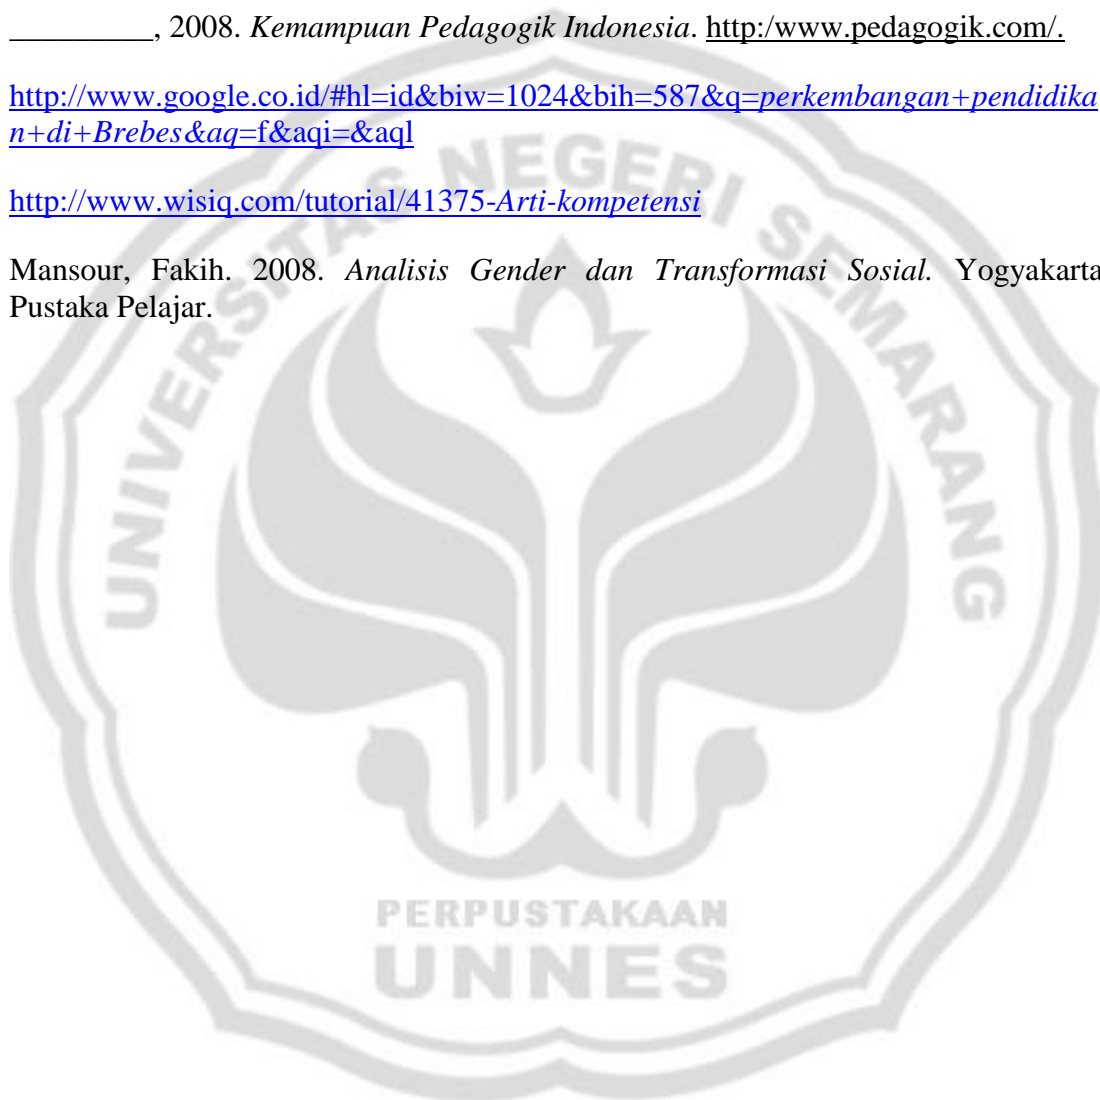 _________, 2008. Kemampuan Pedagogik Indonesia. http:/www.pedagogik.com/.
http://www.google.co.id/#hl=id&biw=1024&bih=587&q=perkembangan+pendidika
n+di+Brebes&aq=f&aqi=&aql
http://www.wisiq.com/tutorial/41375-Arti-kompetensi
Mansour, Fakih. 2008. Analisis Gender dan Transformasi Sosial. Yogyakarta
Pustaka Pelajar.
UNIVERSITAS NEGERI SEMARANG
PERPUSTAKAAN
UNNES